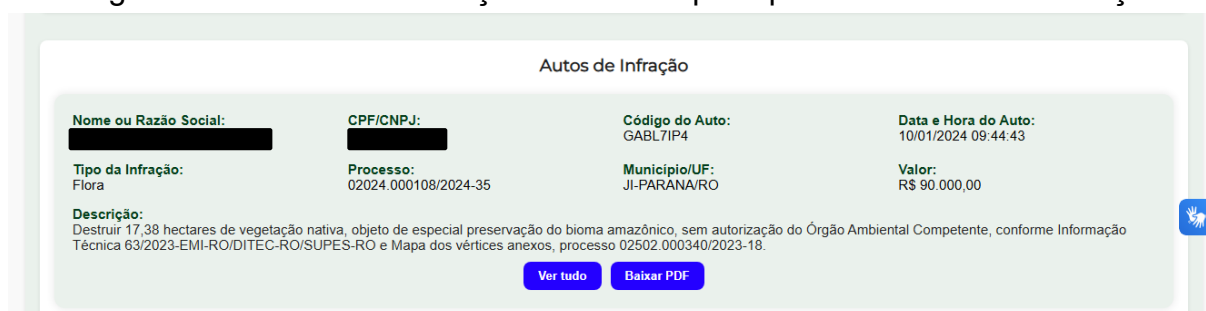 Autos de Infração
Nome ou Razão Social: CPF/CNPJ: Código do Auto: Data e Hora do Auto:
GABL7IP4 10/01/2024 09:44:43
Tipo da Infração: Processo: Município/UF: Valor:
Flora 02024.000108/2024-35 JI-PARANA/RO R$ 90.000,00
Descrição:
Destruir 17,38 hectares de vegetação nativa, objeto de especial preservação do bioma amazônico, sem autorização do Órgão Ambiental Competente, conforme Informação
Técnica 63/2023-EMI-RO/DITEC-RO/SUPES-RO e Mapa dos vértices anexos, processo 02502.000340/2023-18.
Ver tudo Baixar PDF